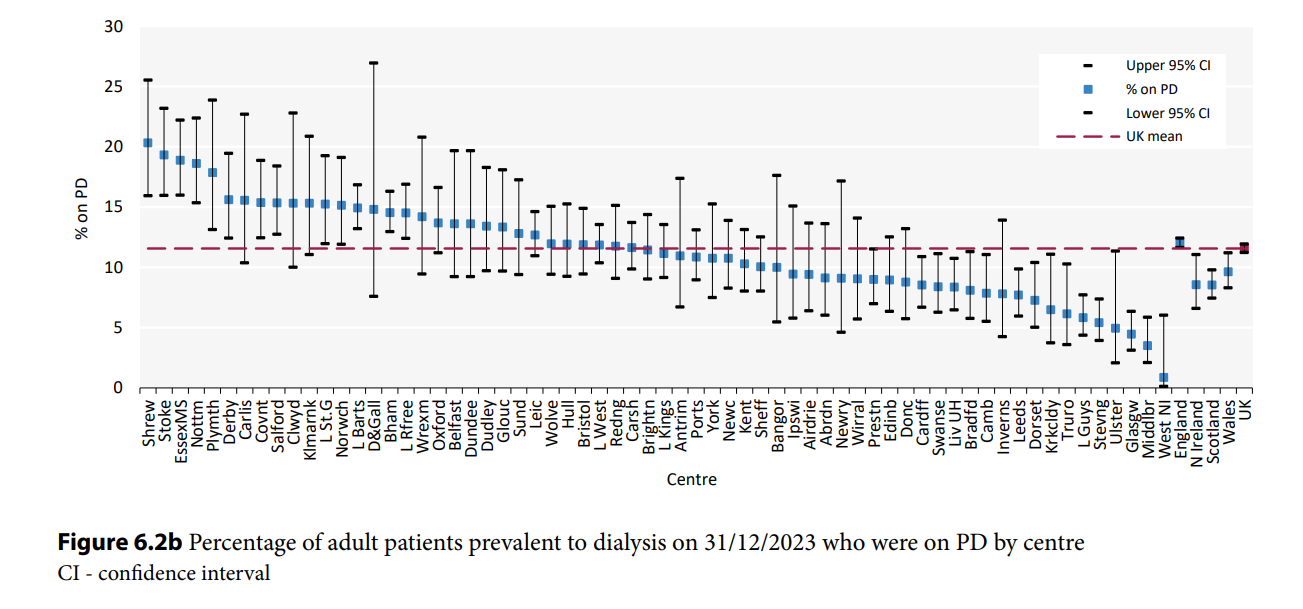 30
25
20
15
10
5
0
% on PD
Upper 95% CI
% on PD
Lower 95% CI
UK mean
Shrew
Stoke
EssexMS
Nottm
Plymth
Derby
Carlis
Covnt
Salford
Clwyd
Klmarnk
L St.G
Norwch
L Barts
D&Gall
Bham
L Rfree
Wrexm
Oxford
Belfast
Dundee
Dudley
Glouc
Sund
Leic
Wolve
Hull
Bristol
L West
Redng
Carsh
Brightn
L Kings
Antrim
Ports
York
Newc
Kent
Sheff
Bangor
Ipswi
Airdrie
Abrdn
Newry
Wirral
Prestn
Edinb
Donc
Cardff
Swanse
Liv UH
Bradfd
Camb
Inverns
Leeds
Dorset
Krkcldy
Truro
L Guys
Stevng
Ulster
Glasgw
Middlbr
West NI
England
N Ireland
Scotland
Wales
UK
Centre
Figure 6.2b Percentage of adult patients prevalent to dialysis on 31/12/2023 who were on PD by centre
CI - confidence interval